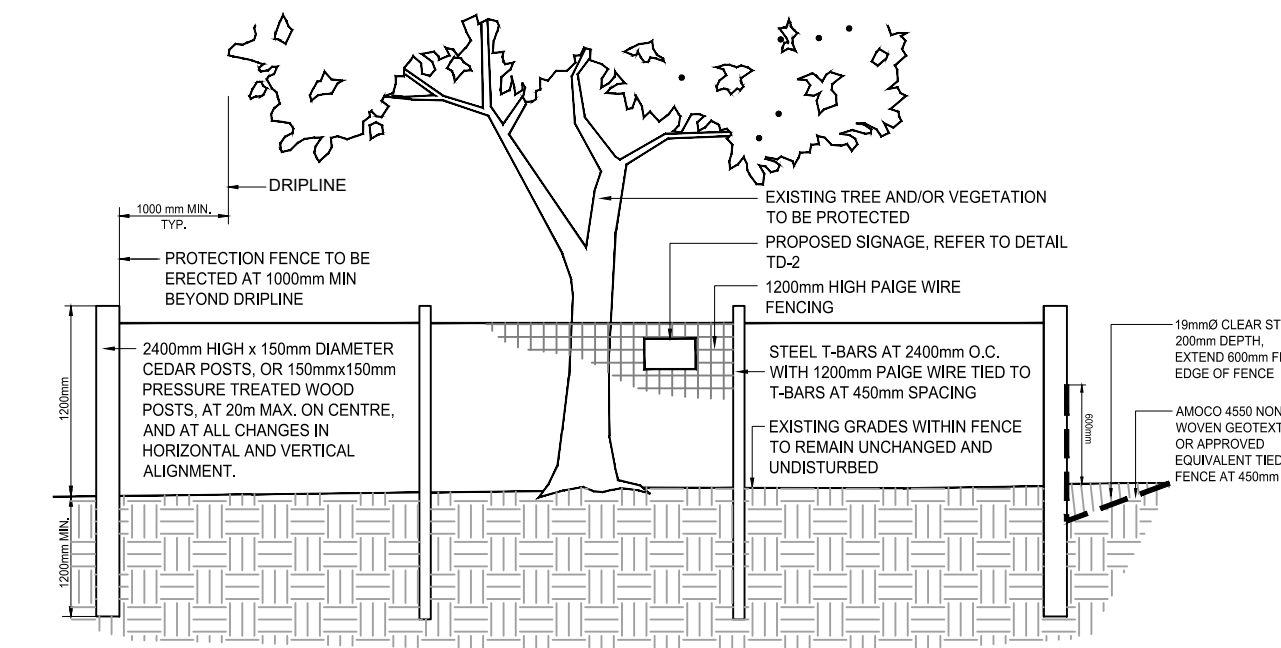 DRIPLINE
1000 mm MIN.
TYP.
PROTECTION FENCE TO BE
ERECTED AT 1000mm MIN
BEYOND DRIPLINE
EXISTING TREE AND/OR VEGETATION
TO BE PROTECTED
PROPOSED SIGNAGE, REFER TO DETAIL
TD-2
1200mm HIGH PAIGE WIRE
FENCING
2400mm HIGH x 150mm DIAMETER
CEDAR POSTS, OR 150mmx150mm
PRESSURE TREATED WOOD
POSTS, AT 20m MAX. ON CENTRE,
AND AT ALL CHANGES IN
HORIZONTAL AND VERTICAL
ALIGNMENT.
STEEL T-BARS AT 2400mm O.C.
WITH 1200mm PAIGE WIRE TIED TO
T-BARS AT 450mm SPACING
EXISTING GRADES WITHIN FENCE
TO REMAIN UNCHANGED AND
UNDISTURBED
19mmØ CLEAR ST
200mm DEPTH,
EXTEND 600mm F
EDGE OF FENCE
AMOCO 4550 NON
WOVEN GEOTEXT
OR APPROVED
EQUIVALENT TIED
FENCE AT 450mm
1200mm
1200mm MIN.
600mm